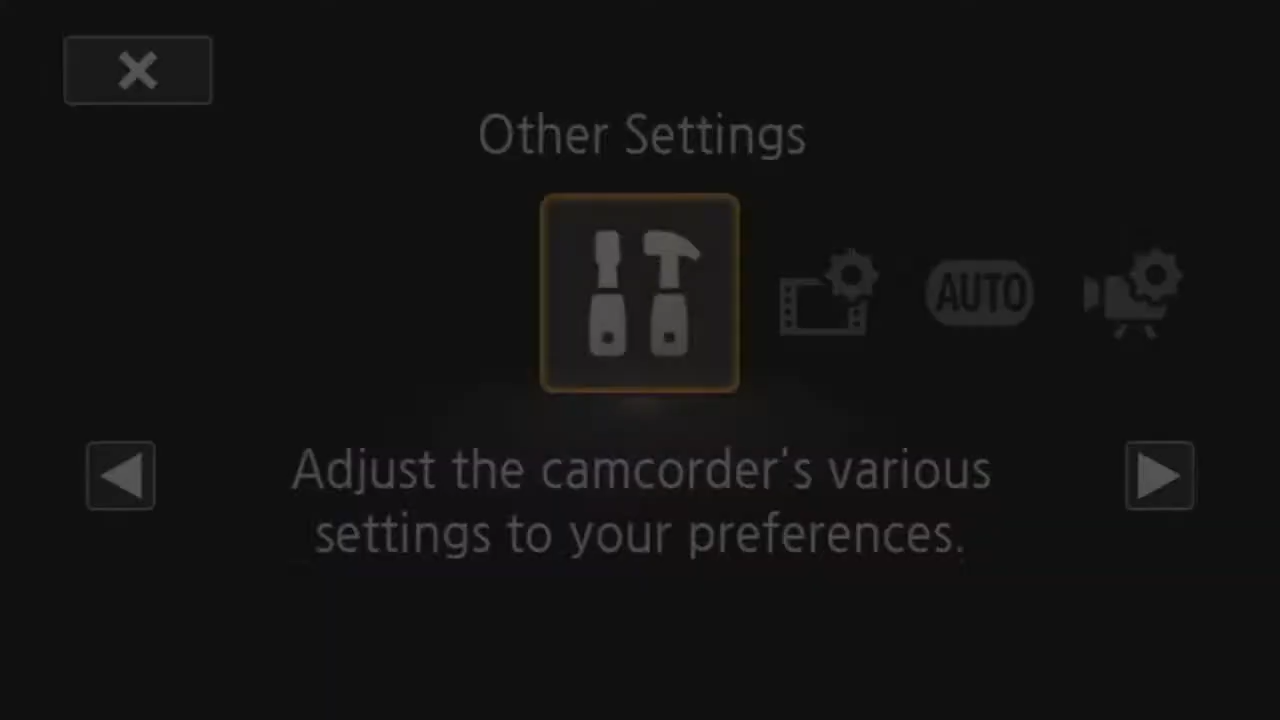 Other Settings
AUTO
Adjust the camcorder's various
settings to your preferences.